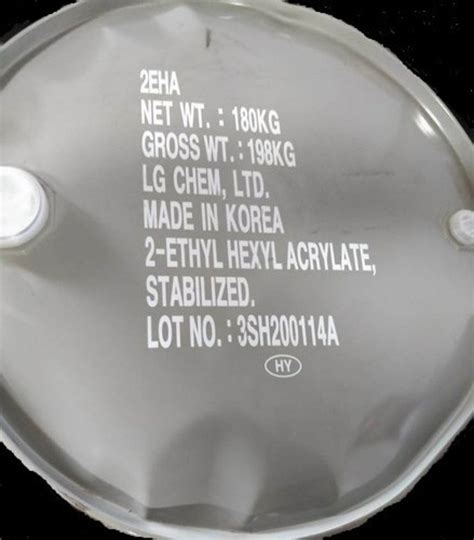 2EHA
NET WT. : 180KG
GROSS WT. : 198KG
LG CHEM, LTD.
MADE IN KOREA
2-ETHYL HEXYL ACRYLATE,
STABILIZED.
LOT NO. : 3SH200114A
HY